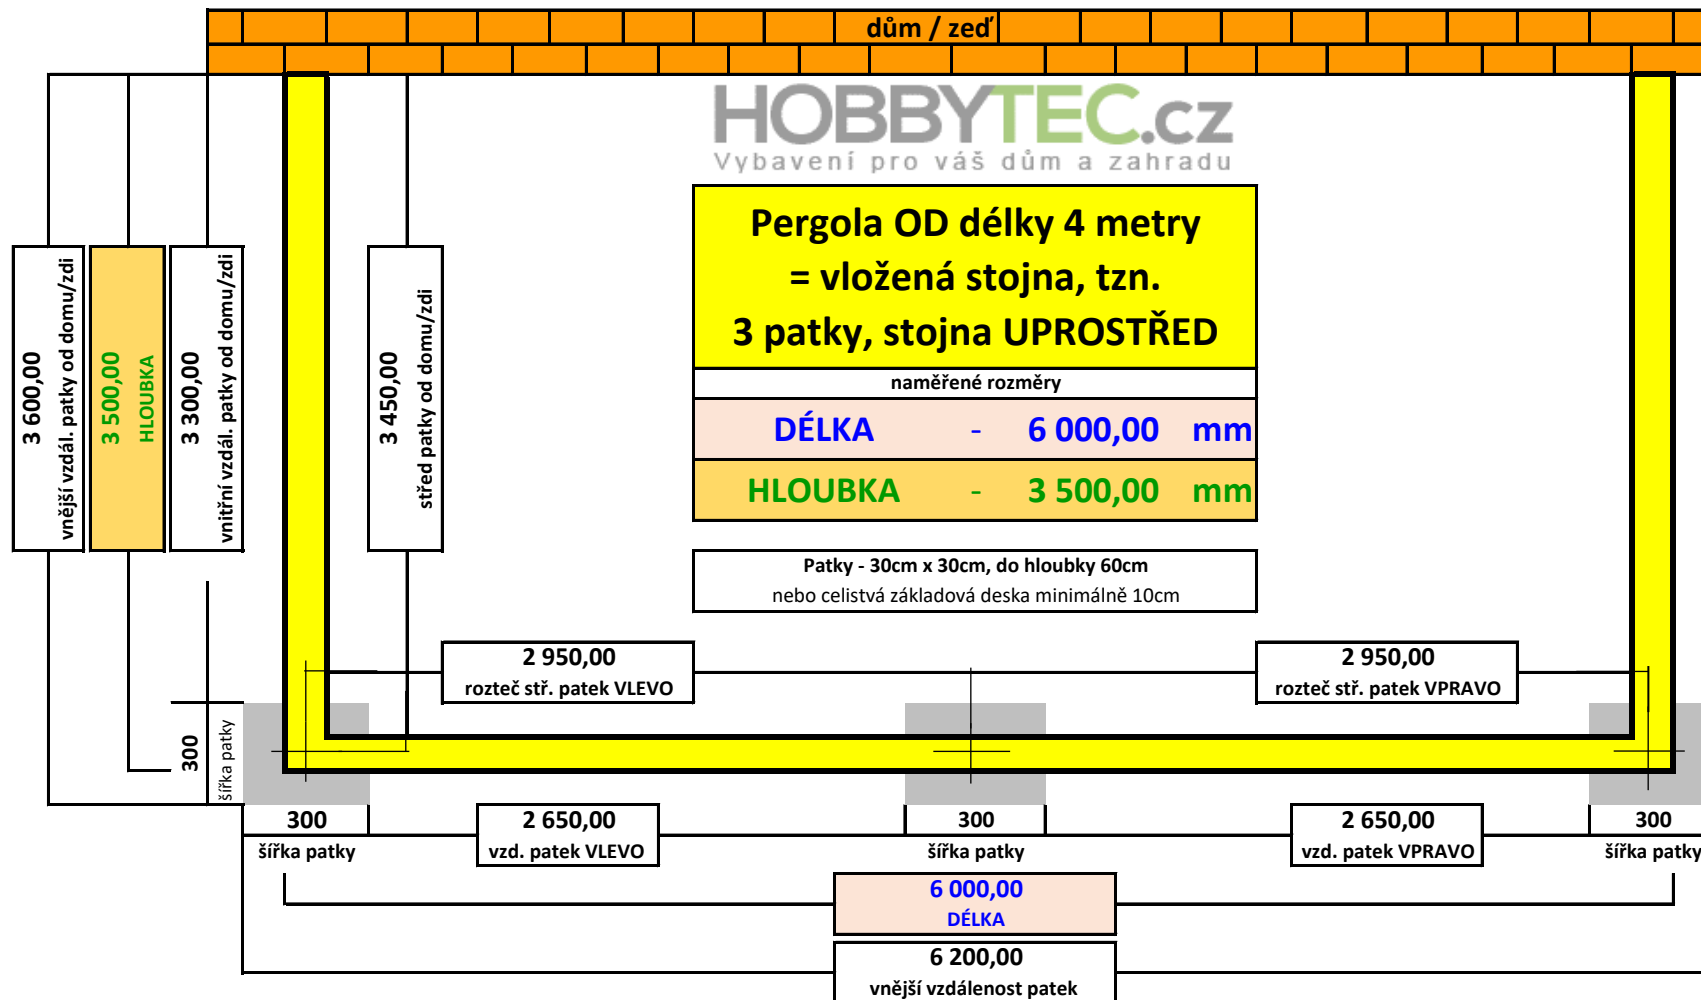 dům / zeď
HOBBYTEC.cz
Vybavení pro váš dům a zahradu
Pergola OD délky 4 metry
= vložená stojna, tzn.
3 patky, stojna UPROSTŘED
naměřené rozměry
DÉLKA - 6 000,00 mm
HLOUBKA - 3 500,00 mm
Patky - 30cm x 30cm, do hloubky 60cm
nebo celistvá základová deska minimálně 10cm
3 600,00
vnější vzdál. patky od domu/zdi
3 500,00
HLOUBKA
3 300,00
vnitřní vzdál. patky od domu/zdi
3 450,00
střed patky od domu/zdi
2 950,00
rozteč stř. patek VLEVO
2 950,00
rozteč stř. patek VPRAVO
300
šířka patky
300
šířka patky
2 650,00
vzd. patek VLEVO
300
šířka patky
2 650,00
vzd. patek VPRAVO
300
šířka patky
6 000,00
DÉLKA
6 200,00
vnější vzdálenost patek